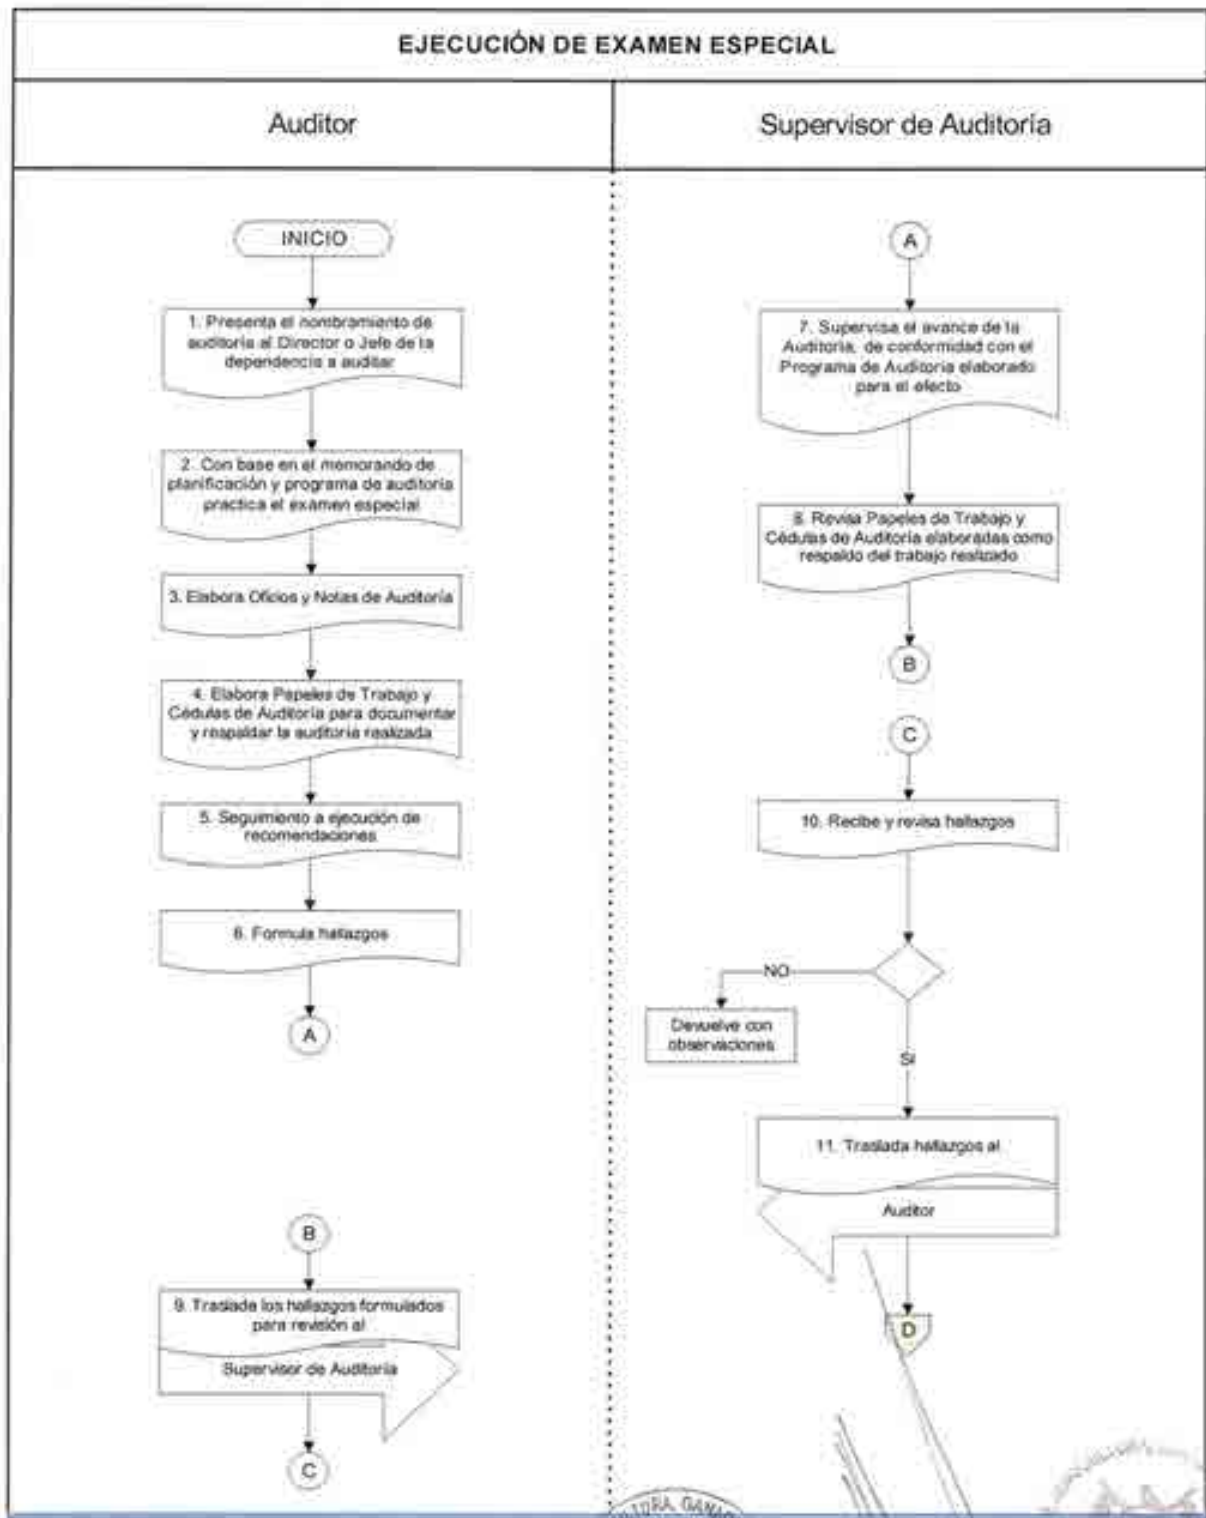 EJECUCIÓN DE EXAMEN ESPECIAL
Auditor
Supervisor de Auditoría
INICIO
1. Presenta el nombramiento de
auditoría al Director o Jefe de la
dependencia a auditar
2. Con base en el memorando de
planificación y programa de auditoría
practica el examen especial
3. Elabora Oficios y Notas de Auditoría
4. Elabora Papeles de Trabajo y
Cédulas de Auditoría para documentar
y respaldar la auditoría realizada
5. Seguimiento a ejecución de
recomendaciones
6. Formula hallazgos
A
B
9. Traslada los hallazgos formulados
para revisión al
Supervisor de Auditoría
C
A
7. Supervisa el avance de la
Auditoría, de conformidad con el
Programa de Auditoría elaborado
para el efecto
8. Revisa Papeles de Trabajo y
Cédulas de Auditoría elaboradas como
respaldo del trabajo realizado
B
C
10. Recibe y revisa hallazgos
NO
Devuelve con
observaciones
SI
11. Traslada hallazgos al
Auditor
D